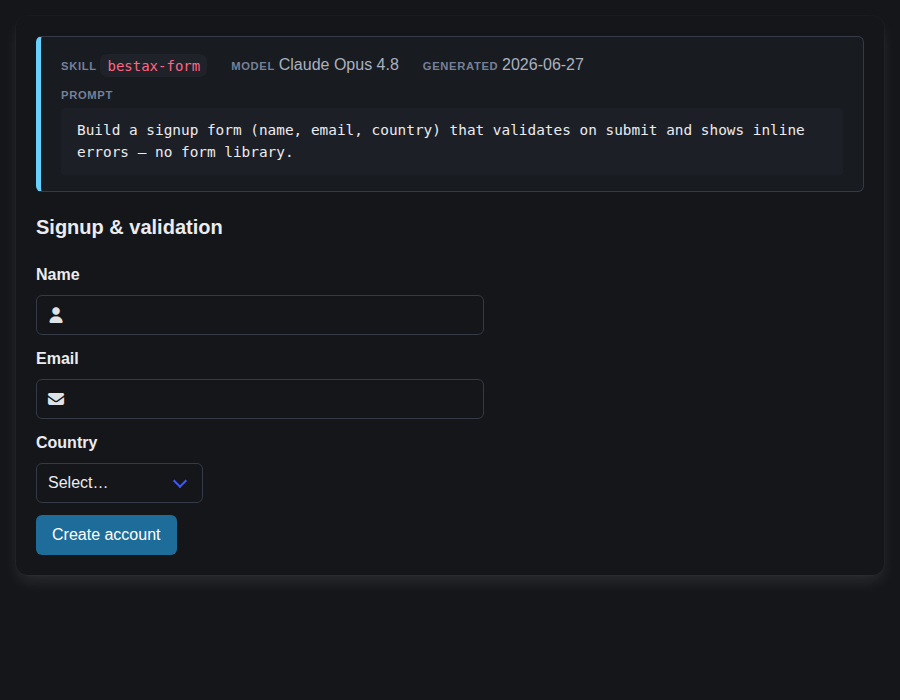 SKILL bestax-form MODEL Claude Opus 4.8 GENERATED 2026-06-27
PROMPT
Build a signup form (name, email, country) that validates on submit and shows inline
errors — no form library.
Signup & validation
Name
Email
Country
Select…
Create account